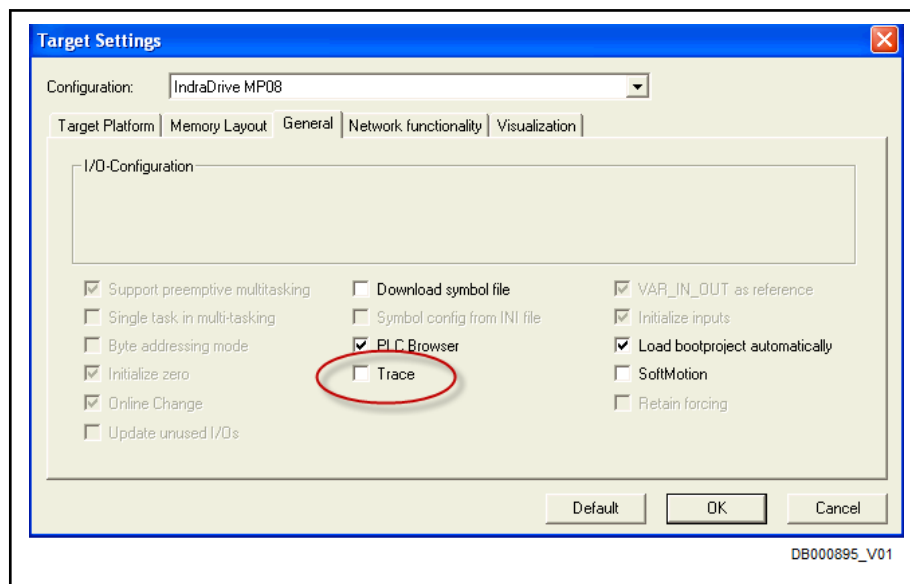 Target Settings
Configuration: IndraDrive MP08
Target Platform Memory Layout General Network functionality Visualization
I/O-Configuration
Support preemptive multitasking Download symbol file VAR_IN_OUT as reference
Single task in multi-tasking Symbol config from INI file Initialize inputs
Byte addressing mode PLC Browser Load bootproject automatically
Initialize zero Trace SoftMotion
Online Change Retain forcing
Update unused I/Os
Default OK Cancel
DB000895_V01